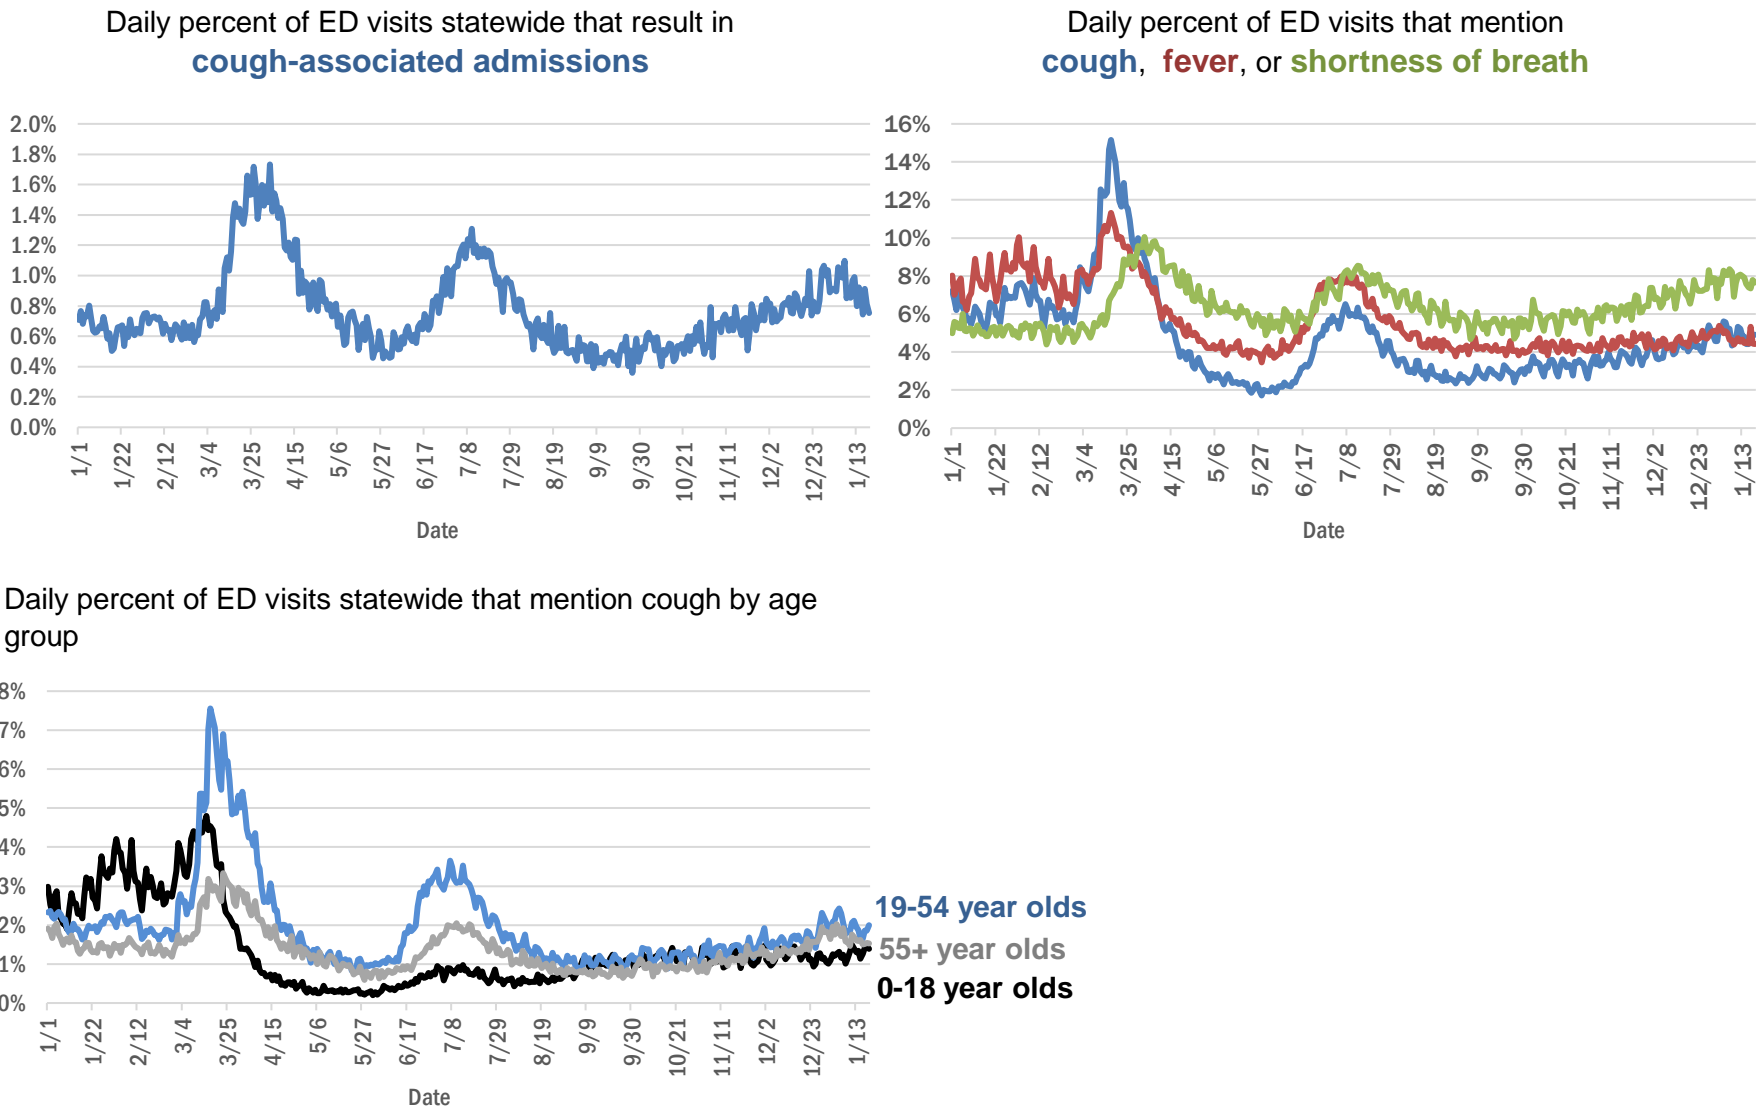 Daily percent of ED visits statewide that result in
cough-associated admissions
2.0%
1.8%
1.6%
1.4%
1.2%
1.0%
0.8%
0.6%
0.4%
0.2%
0.0%
1/1 1/22 2/12 3/4 3/25 4/15 5/6 5/27 6/17 7/8 7/29 8/19 9/9 9/30 10/21 11/11 12/2 12/23 1/13
Date
Daily percent of ED visits that mention
cough, fever, or shortness of breath
16%
14%
12%
10%
8%
6%
4%
2%
0%
1/1 1/22 2/12 3/4 3/25 4/15 5/6 5/27 6/17 7/8 7/29 8/19 9/9 9/30 10/21 11/11 12/2 12/23 1/13
Date
Daily percent of ED visits statewide that mention cough by age
group
8%
7%
6%
5%
4%
3%
2%
1%
0%
1/1 1/22 2/12 3/4 3/25 4/15 5/6 5/27 6/17 7/8 7/29 8/19 9/9 9/30 10/21 11/11 12/2 12/23 1/13
Date
19-54 year olds
55+ year olds
0-18 year olds